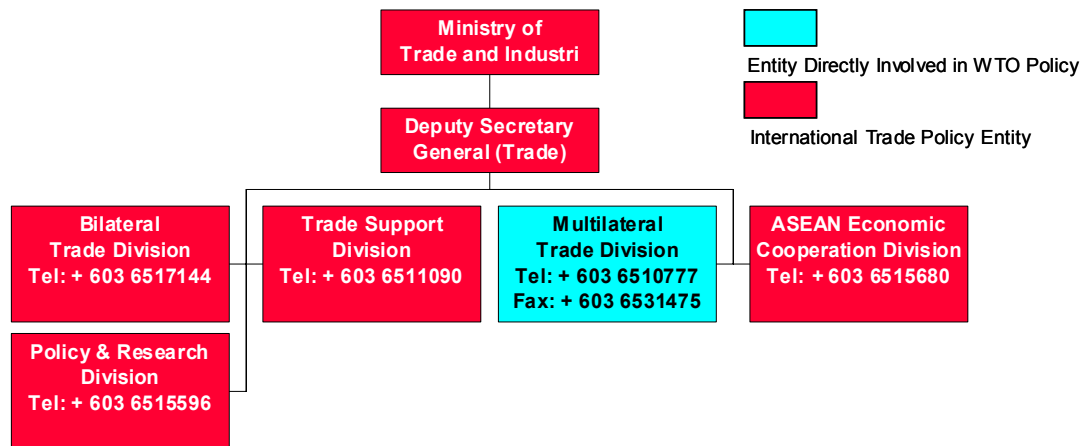 Ministry of
Trade and Industri
Entity Directly Involved in WTO Policy
International Trade Policy Entity
Deputy Secretary
General (Trade)
Bilateral
Trade Division
Tel: + 603 6517144
Trade Support
Division
Tel: + 603 6511090
Multilateral
Trade Division
Tel: + 603 6510777
Fax: + 603 6531475
ASEAN Economic
Cooperation Division
Tel: + 603 6515680
Policy & Research
Division
Tel: + 603 6515596